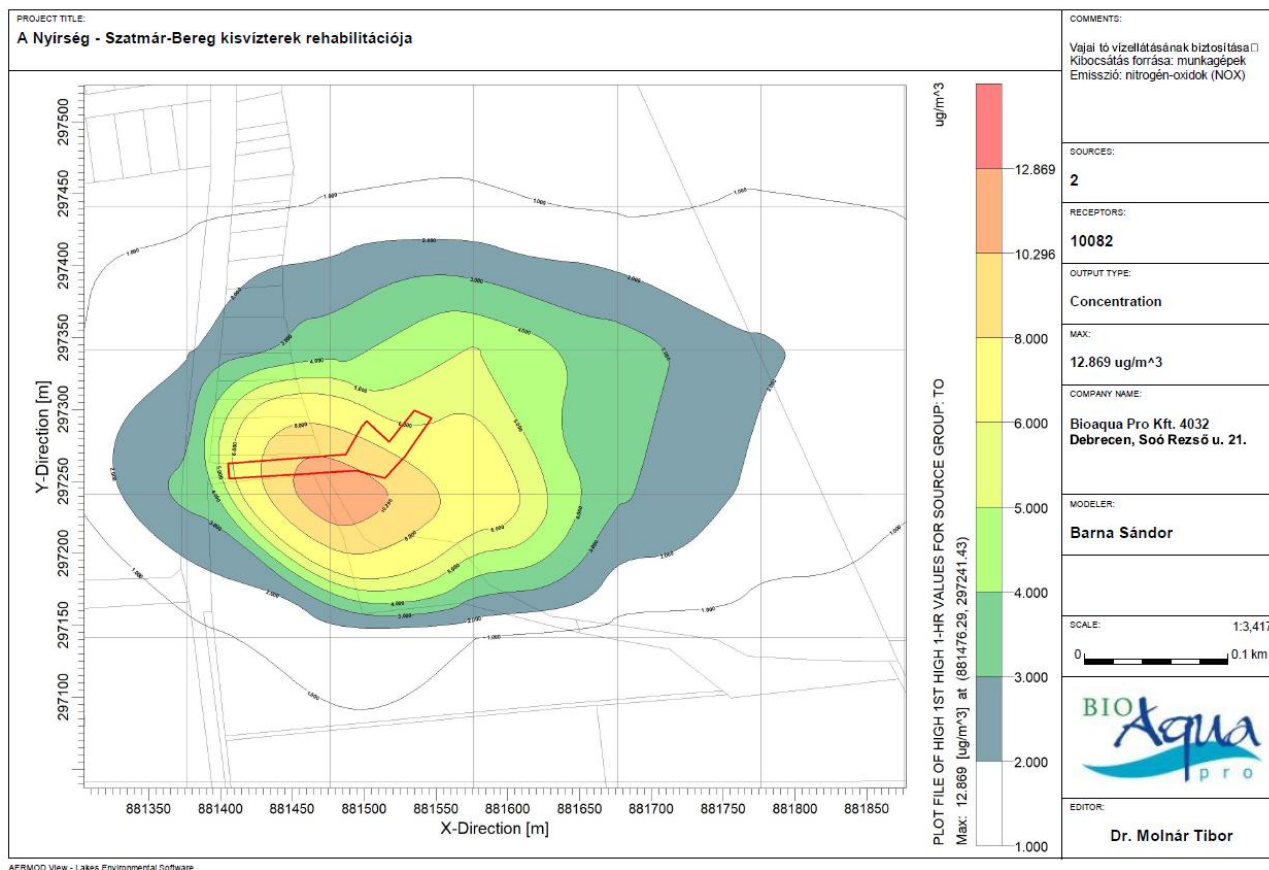 PROJECT TITLE:
A Nyírség - Szatmár-Bereg kisvízterek rehabilitációja
297500
297450
297400
297350
297300
297250
297200
297150
297100
Y-Direction [m]
881350 881400 881450 881500 881550 881600 881650 881700 881750 881800 881850
X-Direction [m]
ug/m^3
12.869
10.296
8.000
6.000
5.000
4.000
3.000
2.000
1.000
PLOT FILE OF HIGH 1ST HIGH 1-HR VALUES FOR SOURCE GROUP: TO
Max: 12.869 [ug/m^3] at (881476.29, 297241.43)
COMMENTS:
Vajai tó vízellátásának biztosítása□
Kibocsátás forrása: munkagépek
Emisszió: nitrogén-oxidok (NOX)
SOURCES:
2
RECEPTORS:
10082
OUTPUT TYPE:
Concentration
MAX:
12.869 ug/m^3
COMPANY NAME:
Bioaqua Pro Kft. 4032
Debrecen, Soó Rezső u. 21.
MODELER:
Barna Sándor
SCALE:
1:3,417
0 0.1 km
BIO Aqua
pro
EDITOR:
Dr. Molnár Tibor
AERMOD View - Lakes Environmental Software